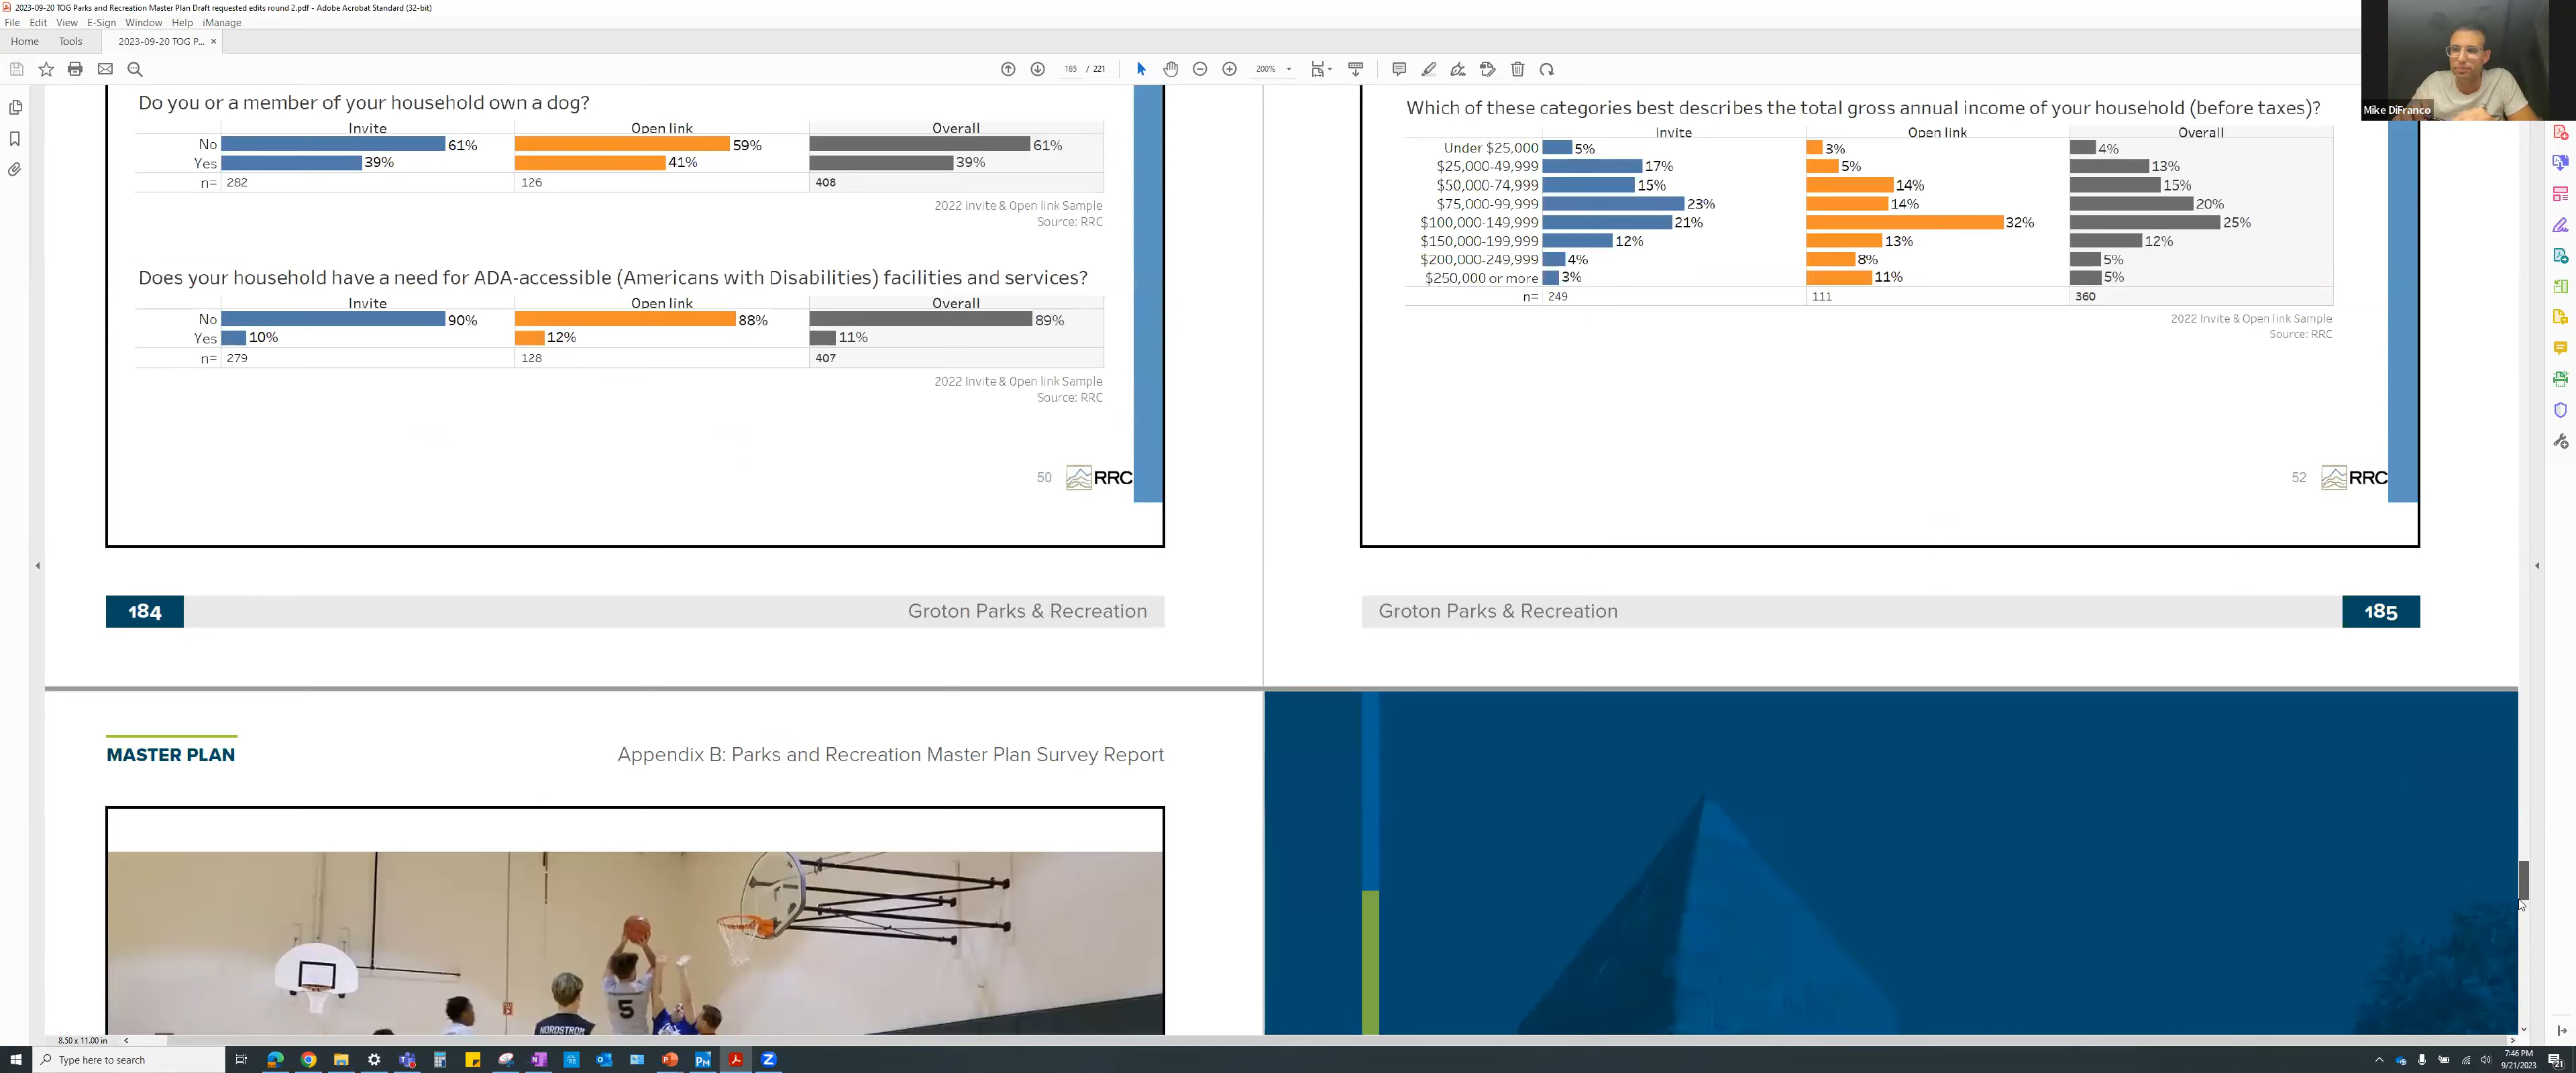 2023-09-20 TOG Parks and Recreation Master Plan Draft requested edits round 2.pdf - Adobe Acrobat Standard (32-bit)
File Edit View E-Sign Window Help iManage
Home Tools 2023-09-20 TOG P... ×
185 / 221 200%
Mike DiFranco
Do you or a member of your household own a dog?
Invite Open link Overall
No 61% 59% 61%
Yes 39% 41% 39%
n= 282 126 408
2022 Invite & Open link Sample
Source: RRC
Does your household have a need for ADA-accessible (Americans with Disabilities) facilities and services?
Invite Open link Overall
No 90% 88% 89%
Yes 10% 12% 11%
n= 279 128 407
2022 Invite & Open link Sample
Source: RRC
50 RRC
184 Groton Parks & Recreation
Which of these categories best describes the total gross annual income of your household (before taxes)?
Invite Open link Overall
Under $25,000 5% 3% 4%
$25,000-49,999 17% 5% 13%
$50,000-74,999 15% 14% 15%
$75,000-99,999 23% 14% 20%
$100,000-149,999 21% 32% 25%
$150,000-199,999 12% 13% 12%
$200,000-249,999 4% 8% 5%
$250,000 or more 3% 11% 5%
n= 249 111 360
2022 Invite & Open link Sample
Source: RRC
52 RRC
Groton Parks & Recreation 185
MASTER PLAN Appendix B: Parks and Recreation Master Plan Survey Report
5
NORDSTROM
8.50 x 11.00 in
Type here to search
7:46 PM
9/21/2023